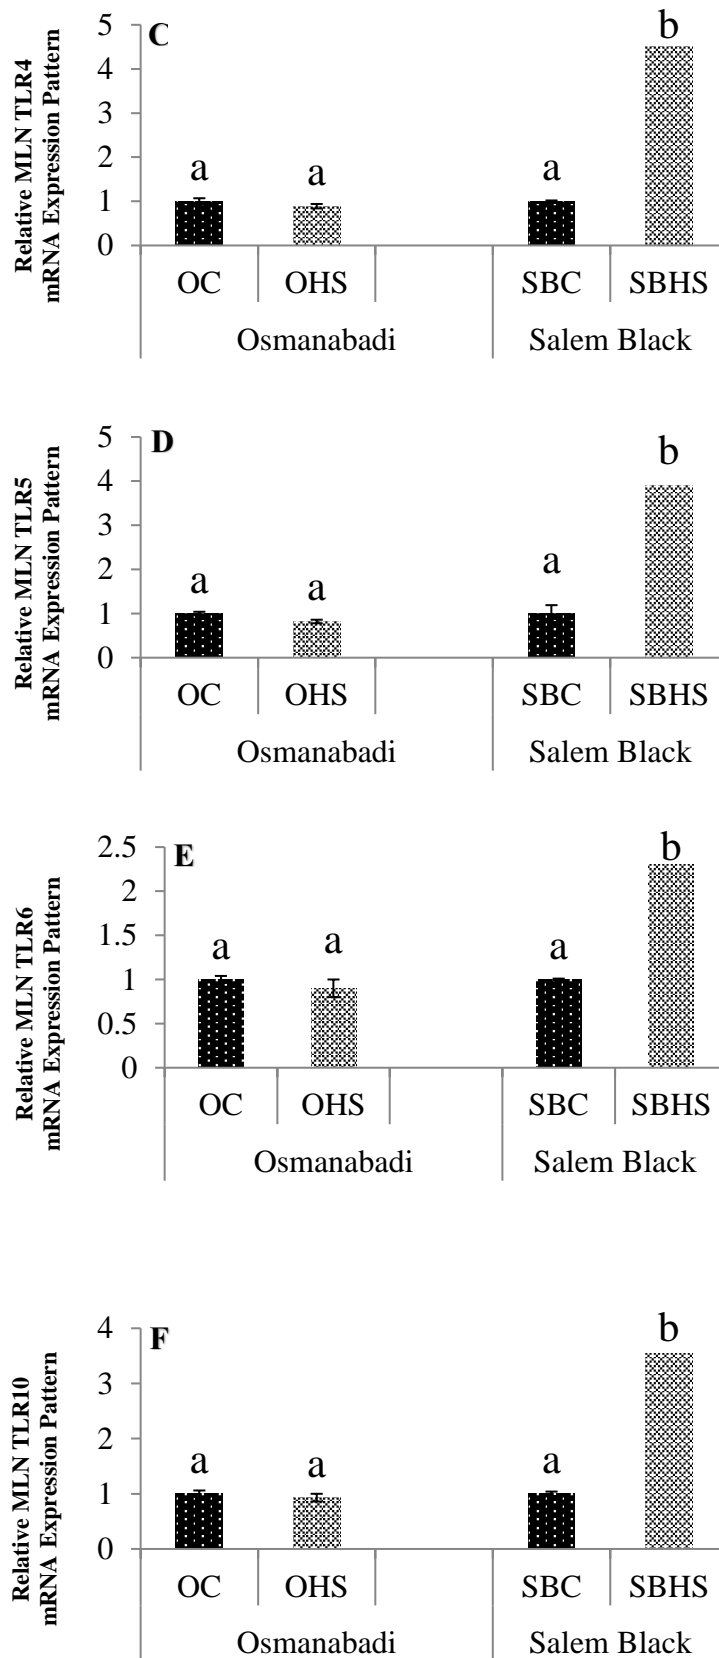 C
Relative MLN TLR4
mRNA Expression Pattern
5
4
3
2
1
0
a
a
a
b
OC
OHS
SBC
SBHS
Osmanabadi
Salem Black
D
Relative MLN TLR5
mRNA Expression Pattern
5
4
3
2
1
0
a
a
a
b
OC
OHS
SBC
SBHS
Osmanabadi
Salem Black
E
Relative MLN TLR6
mRNA Expression Pattern
2.5
2
1.5
1
0.5
0
a
a
a
b
OC
OHS
SBC
SBHS
Osmanabadi
Salem Black
F
Relative MLN TLR10
mRNA Expression Pattern
4
3
2
1
0
a
a
a
b
OC
OHS
SBC
SBHS
Osmanabadi
Salem Black